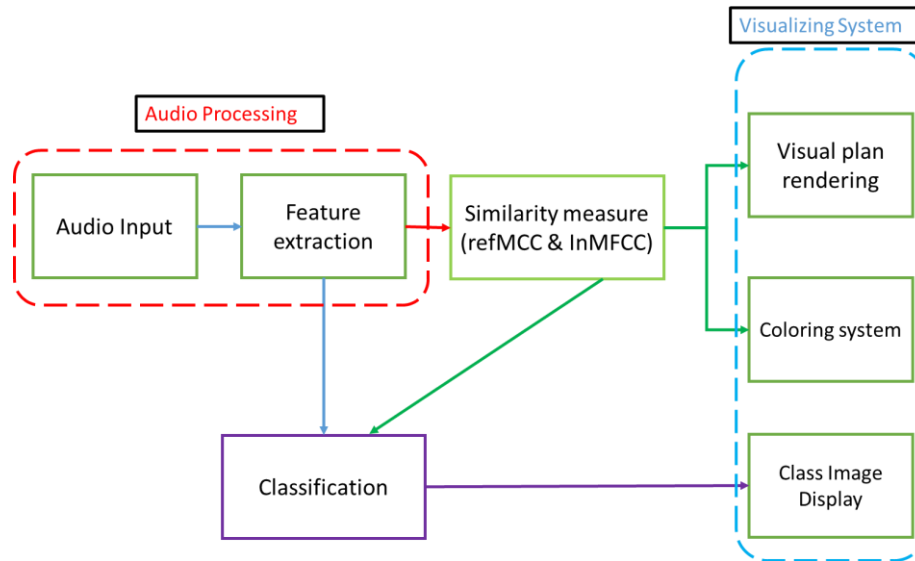 Visualizing System
Audio Processing
Visual plan
rendering
Audio Input
Feature
extraction
Similarity measure
(refMCC & InMFCC)
Coloring system
Classification
Class Image
Display